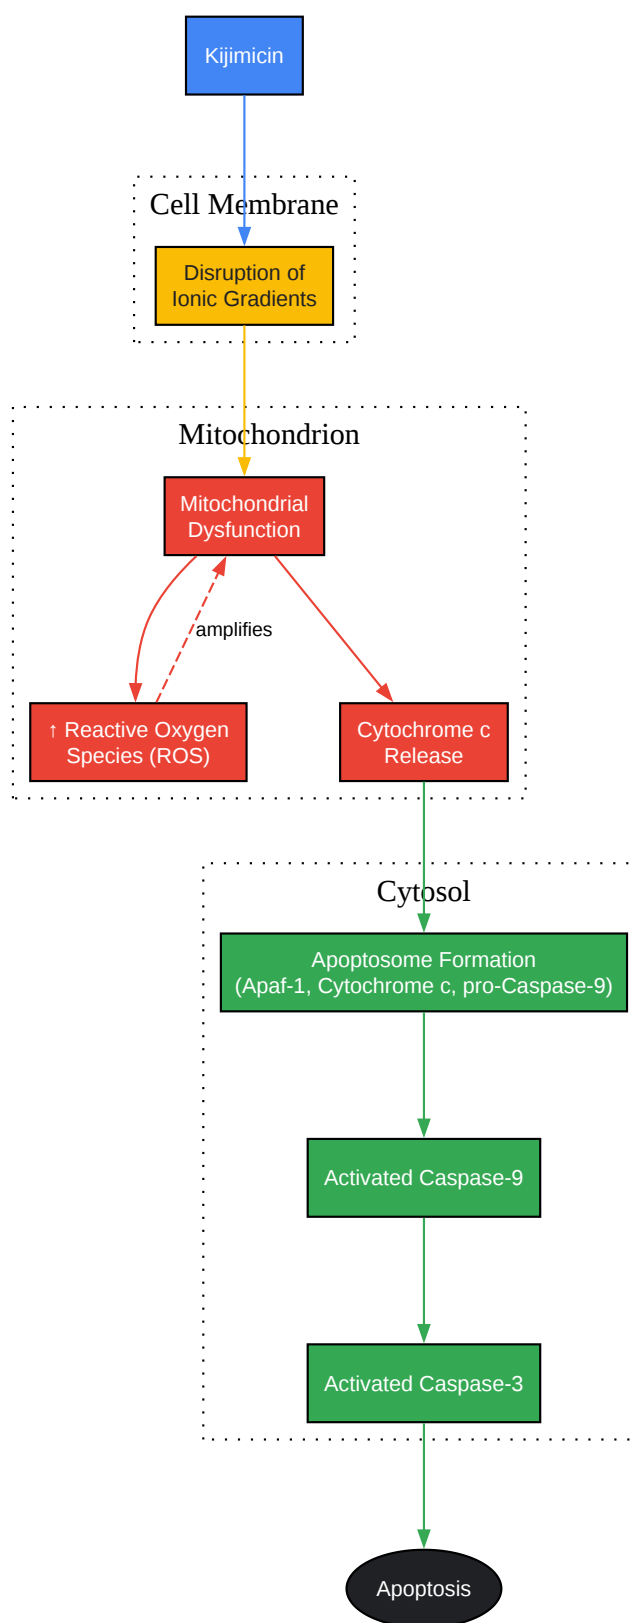 Kijimicin
Cell Membrane
Disruption of
Ionic Gradients
Mitochondrion
Mitochondrial
Dysfunction
amplifies
↑ Reactive Oxygen
Species (ROS)
Cytochrome c
Release
Cytosol
Apoptosome Formation
(Apaf-1, Cytochrome c, pro-Caspase-9)
Activated Caspase-9
Activated Caspase-3
Apoptosis